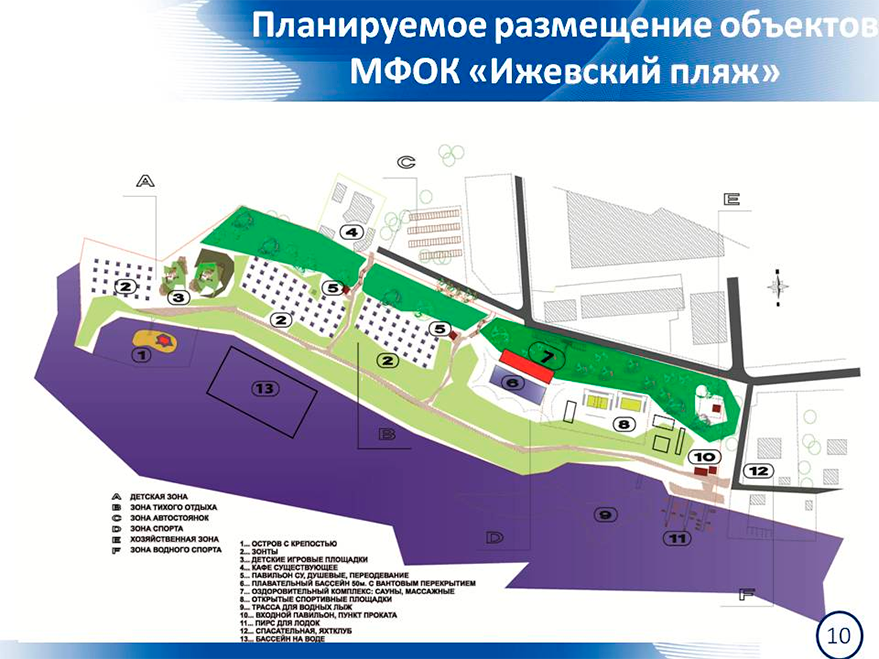 Планируемое размещение объектов
МФОК «Ижевский пляж»
A
C
E
4
2
3
5
2
5
1
2
7
6
13
8
B
10
12
9
D
11
F
A ДЕТСКАЯ ЗОНА
B ЗОНА ТИХОГО ОТДЫХА
C ЗОНА АВТОСТОЯНОК
D ЗОНА СПОРТА
E ХОЗЯЙСТВЕННАЯ ЗОНА
F ЗОНА ВОДНОГО СПОРТА
1... ОСТРОВ С КРЕПОСТЬЮ
2... ЗОНТЫ
3... ДЕТСКИЕ ИГРОВЫЕ ПЛОЩАДКИ
4... КАФЕ СУЩЕСТВУЮЩЕЕ
5... ПАВИЛЬОН СУ, ДУШЕВЫЕ, ПЕРЕОДЕВАНИЕ
6... ПЛАВАТЕЛЬНЫЙ БАССЕЙН 50м. С ВАНТОВЫМ ПЕРЕКРЫТИЕМ
7... ОЗДОРОВИТЕЛЬНЫЙ КОМПЛЕКС: САУНЫ, МАССАЖНЫЕ
8... ОТКРЫТЫЕ СПОРТИВНЫЕ ПЛОЩАДКИ
9... ТРАССА ДЛЯ ВОДНЫХ ЛЫЖ
10... ВХОДНОЙ ПАВИЛЬОН, ПУНКТ ПРОКАТА
11... ПИРС ДЛЯ ЛОДОК
12... СПАСАТЕЛЬНАЯ, ЯХТКЛУБ
13... БАССЕЙН НА ВОДЕ
10